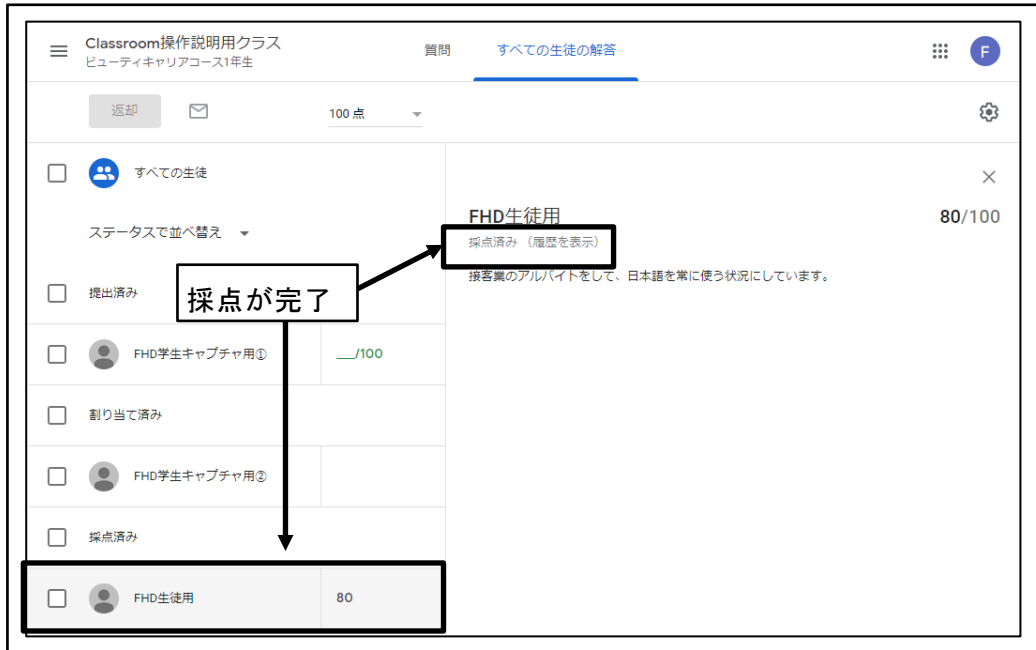 Classroom操作説明用クラス
ビューティキャリアコース1年生
質問
すべての生徒の解答
F
返却
100 点
すべての生徒
ステータスで並べ替え
FHD生徒用
80/100
採点済み （履歴を表示）
接客業のアルバイトをして、日本語を常に使う状況にしています。
採点が完了
提出済み
FHD学生キャプチャ用①
__/100
割り当て済み
FHD学生キャプチャ用②
採点済み
FHD生徒用
80